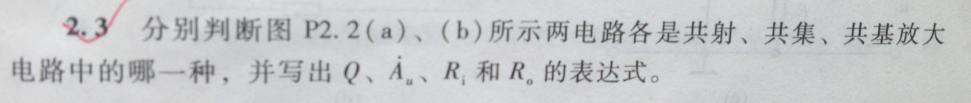 2.3 分别判断图 P2.2(a)、(b)所示两电路各是共射、共集、共基放大
电路中的哪一种，并写出 Q、Ȧu、Ri 和 Ro 的表达式。